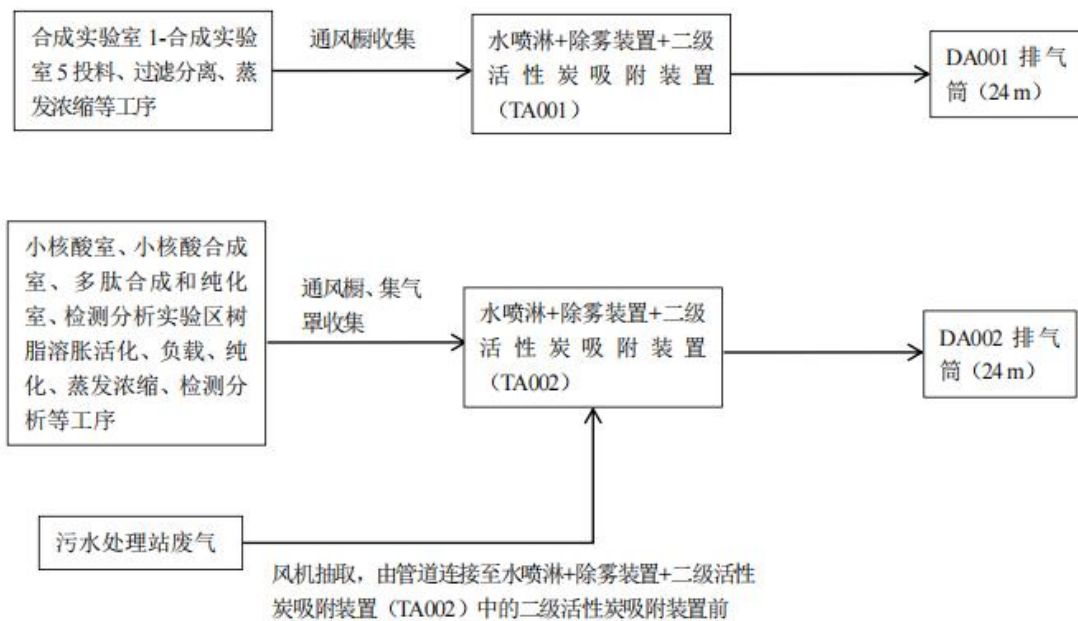 合成实验室 1-合成实验
室 5 投料、过滤分离、蒸
发浓缩等工序
通风橱收集
水喷淋+除雾装置+二级
活性炭吸附装置
（TA001）
DA001 排气
筒（24 m）
小核酸室、小核酸合成
室、多肽合成和纯化
室、检测分析实验区树
脂溶胀活化、负载、纯
化、蒸发浓缩、检测分
析等工序
通风橱、集气
罩收集
水喷淋+除雾装置+二级
活性炭吸附装置
（TA002）
DA002 排气
筒（24 m）
污水处理站废气
风机抽取，由管道连接至水喷淋+除雾装置+二级活性
炭吸附装置（TA002）中的二级活性炭吸附装置前